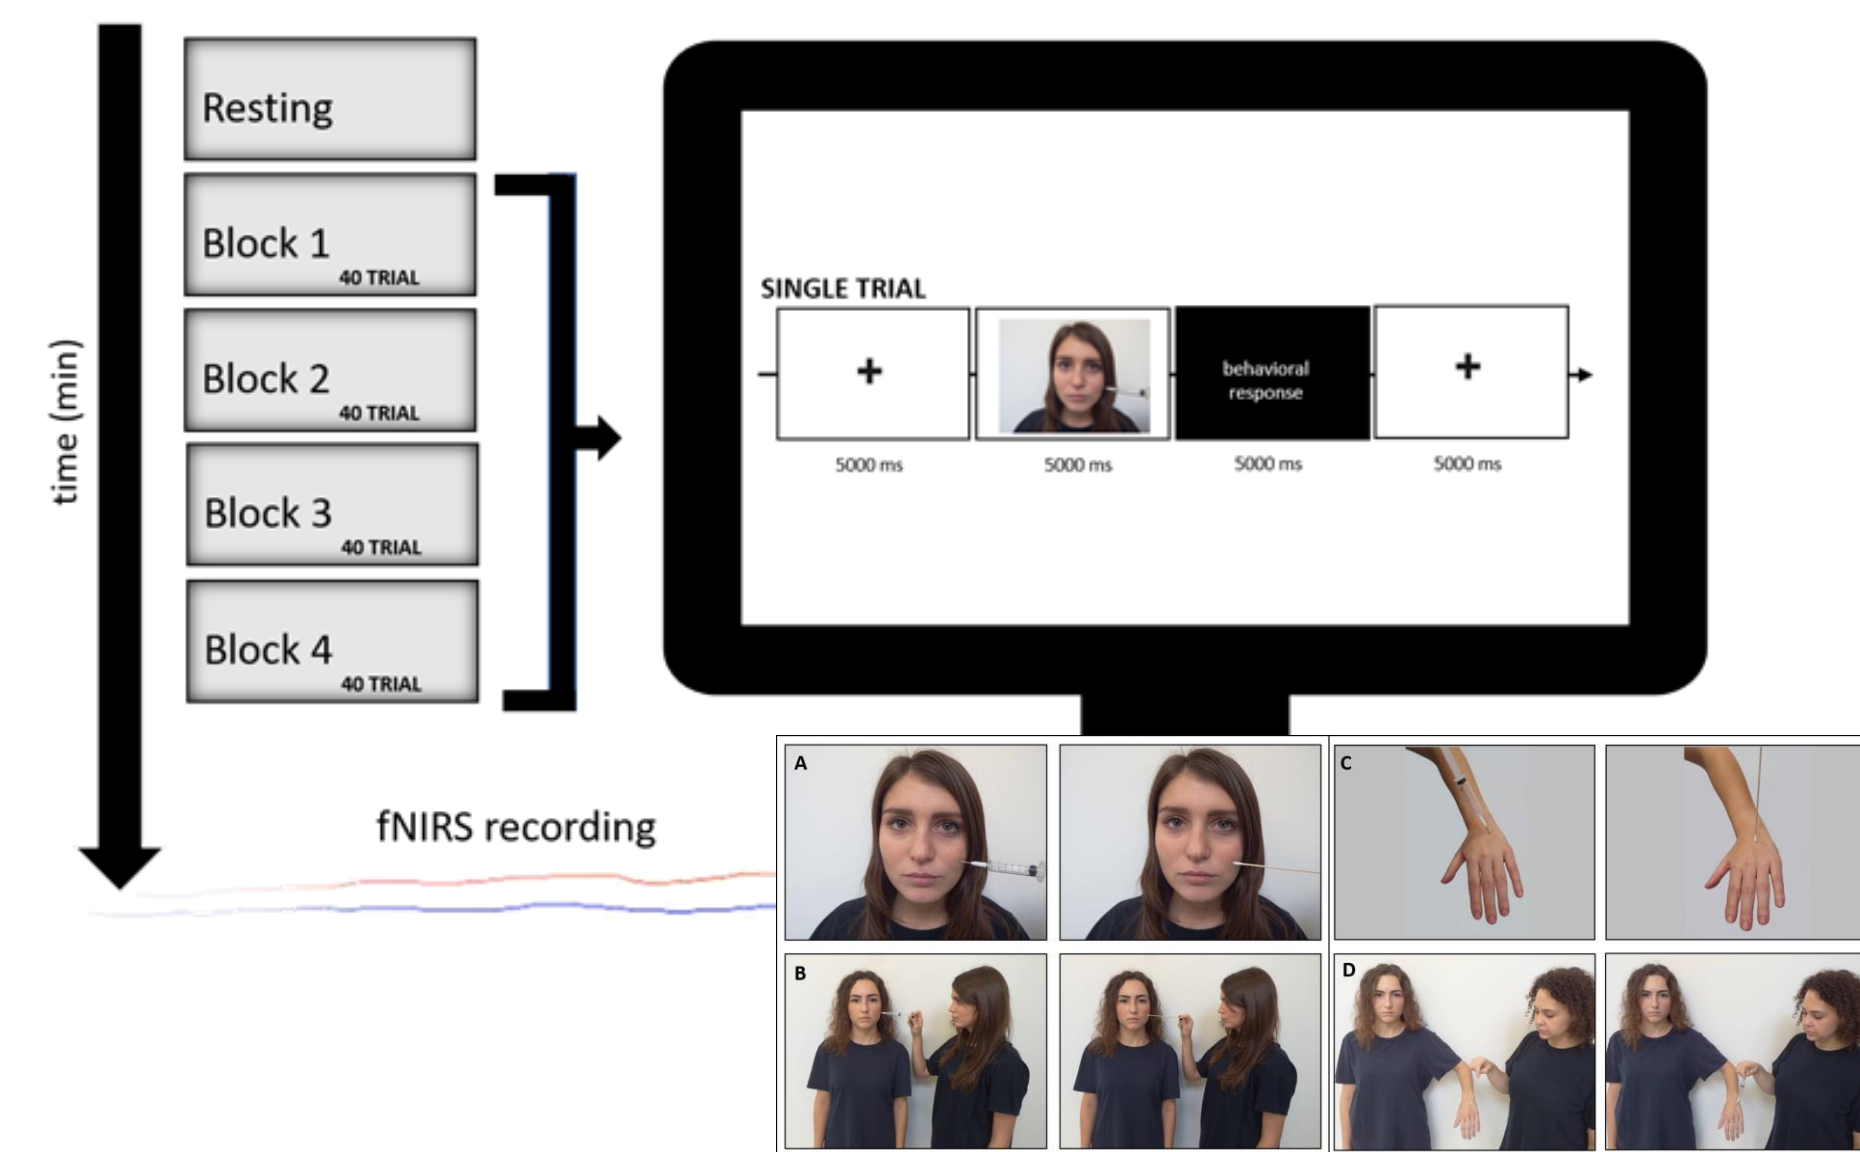 time (min)
Resting
Block 1
40 TRIAL
Block 2
40 TRIAL
Block 3
40 TRIAL
Block 4
40 TRIAL
fNIRS recording
SINGLE TRIAL
+
behavioral
response
+
5000 ms
5000 ms
5000 ms
5000 ms
A
C
B
D